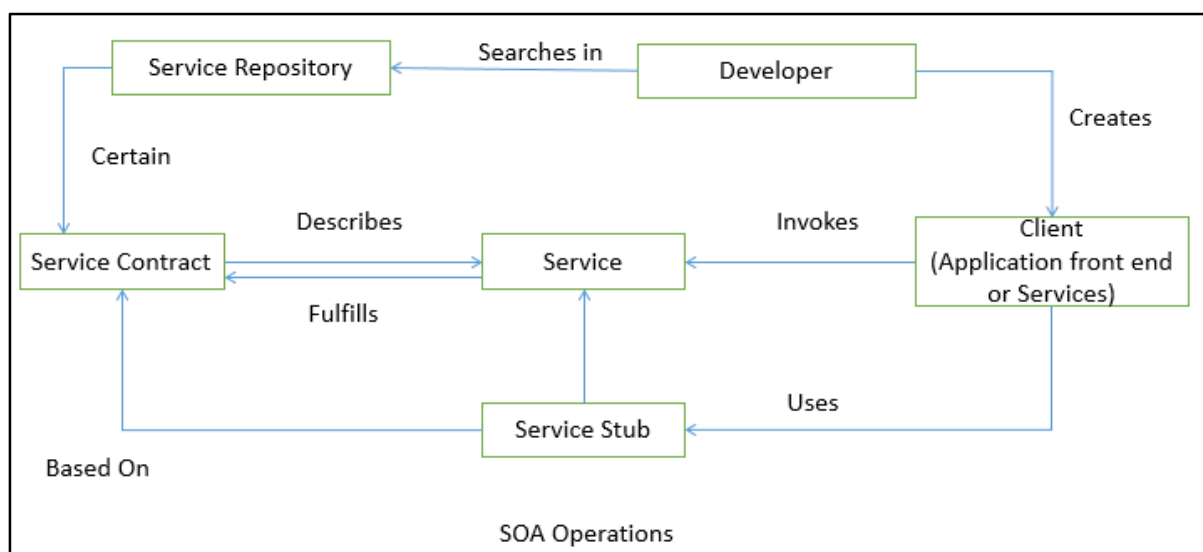 Searches in
Service Repository
Developer
Creates
Certain
Describes
Invokes
Service Contract
Service
Client
(Application front end
or Services)
Fulfills
Uses
Service Stub
Based On
SOA Operations